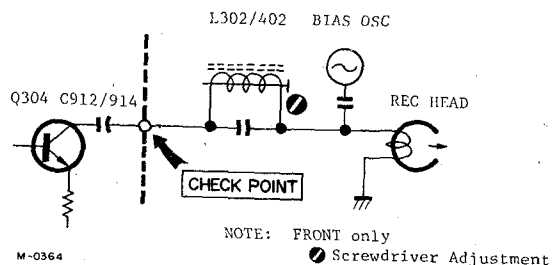 L302/402 BIAS OSC
Q304 C912/914
REC HEAD
CHECK POINT
NOTE: FRONT only
Screwdriver Adjustment
M-0364